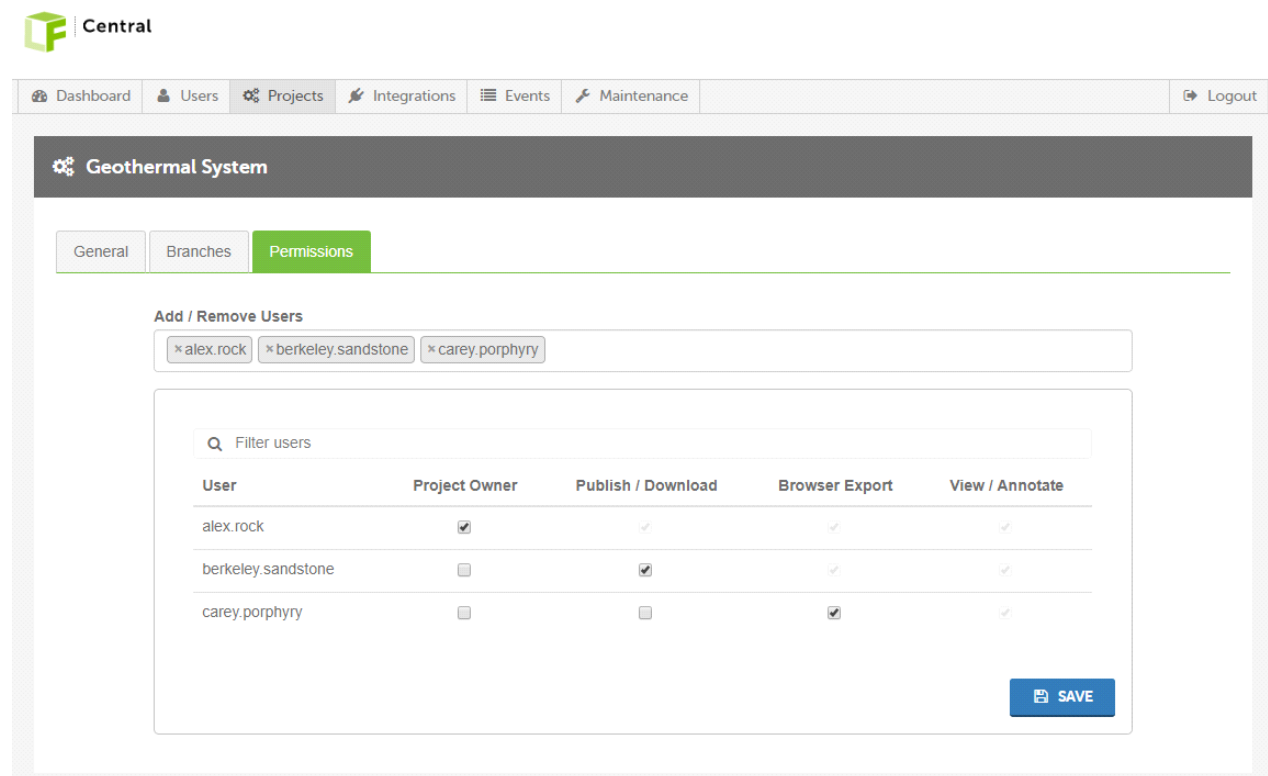 Central
Dashboard Users Projects Integrations Events Maintenance Logout
Geothermal System
General Branches Permissions
Add / Remove Users
×alex.rock ×berkeley.sandstone ×carey.porphyry
Filter users
User Project Owner Publish / Download Browser Export View / Annotate
alex.rock
berkeley.sandstone
carey.porphyry
SAVE